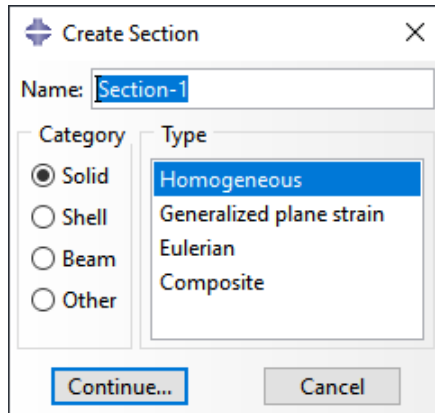 Create Section
Name: Section-1
Category
Solid
Shell
Beam
Other
Type
Homogeneous
Generalized plane strain
Eulerian
Composite
Continue...
Cancel